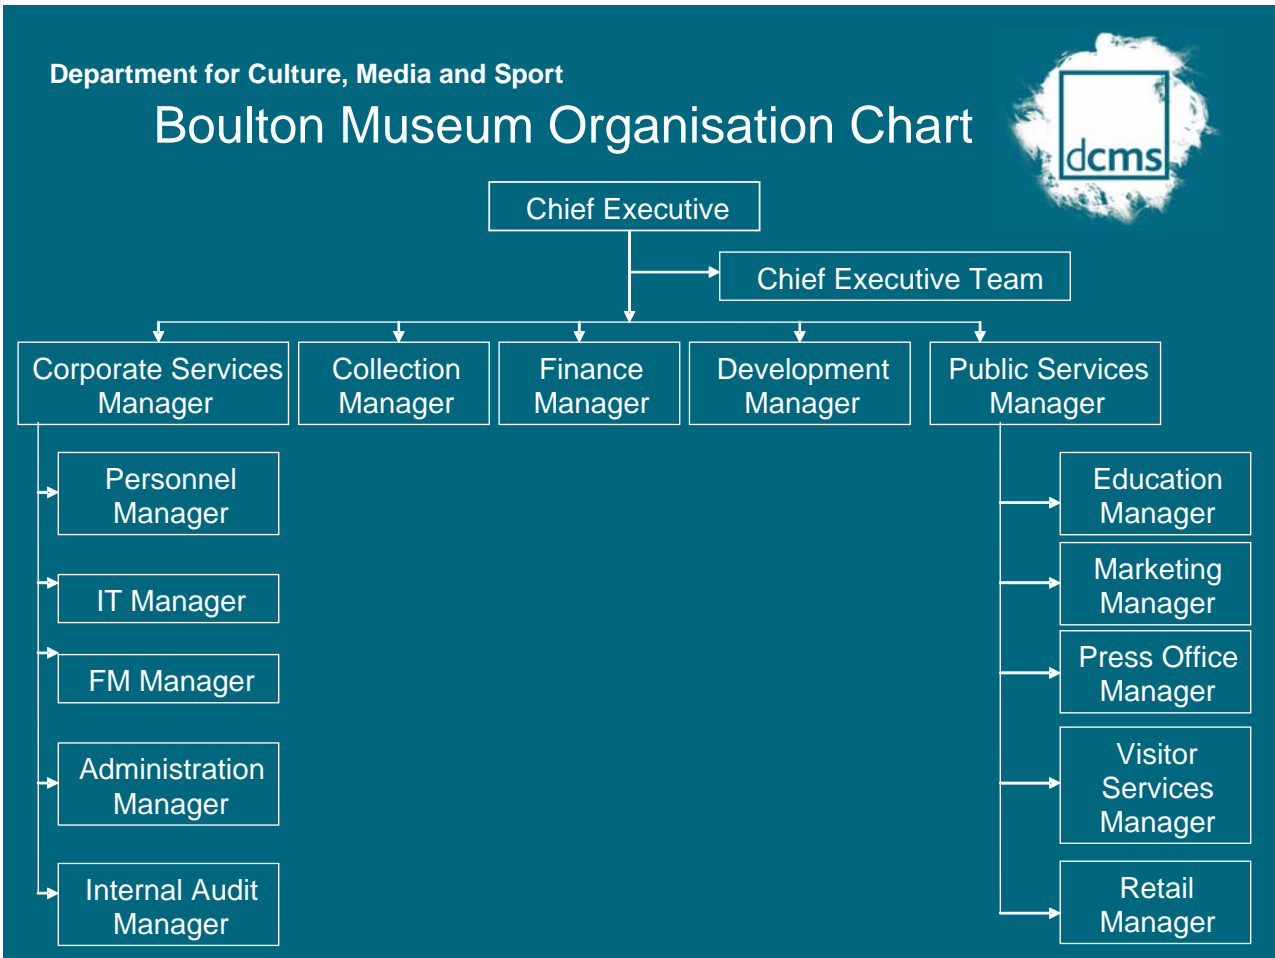 Department for Culture, Media and Sport
Boulton Museum Organisation Chart
dcms
Chief Executive
Chief Executive Team
Corporate Services
Manager
Collection
Manager
Finance
Manager
Development
Manager
Public Services
Manager
Personnel
Manager
IT Manager
FM Manager
Administration
Manager
Internal Audit
Manager
Education
Manager
Marketing
Manager
Press Office
Manager
Visitor
Services
Manager
Retail
Manager